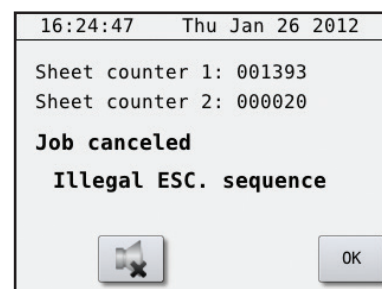 16:24:47 Thu Jan 26 2012
Sheet counter 1: 001393
Sheet counter 2: 000020
Job canceled
Illegal ESC. sequence
OK